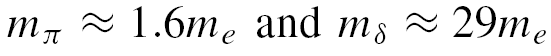 m_π ≈ 1.6m_e and m_δ ≈ 29m_e